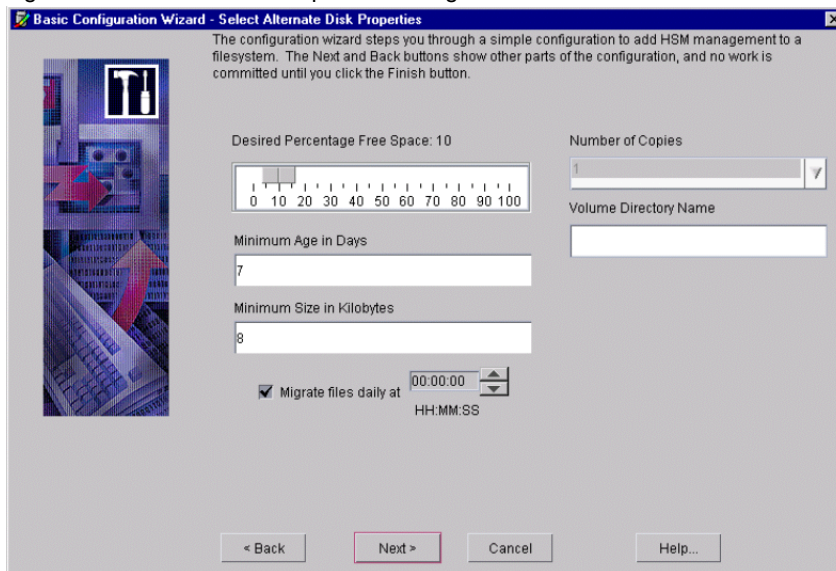 Basic Configuration Wizard - Select Alternate Disk Properties
The configuration wizard steps you through a simple configuration to add HSM management to a
filesystem. The Next and Back buttons show other parts of the configuration, and no work is
committed until you click the Finish button.
Desired Percentage Free Space: 10
0 10 20 30 40 50 60 70 80 90 100
Minimum Age in Days
7
Minimum Size in Kilobytes
8
Migrate files daily at 00:00:00
HH:MM:SS
Number of Copies
1
Volume Directory Name
< Back
Next >
Cancel
Help...